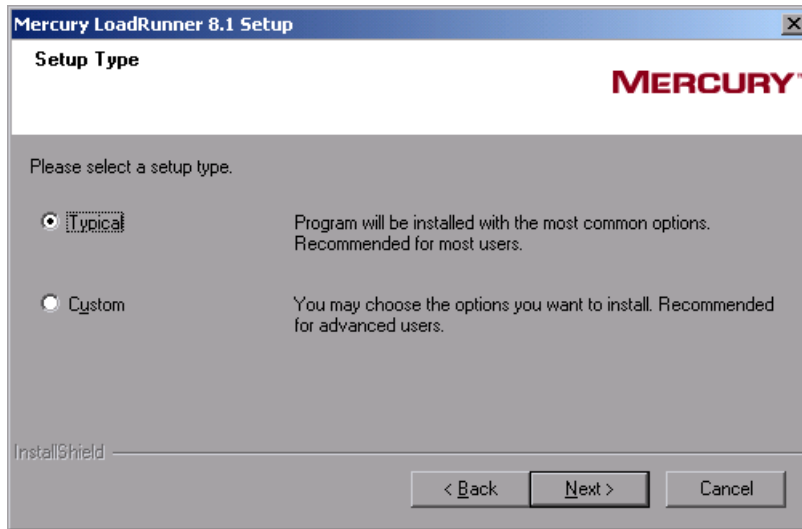 Mercury LoadRunner 8.1 Setup
Setup Type
MERCURY™
Please select a setup type.
Typical
Program will be installed with the most common options.
Recommended for most users.
Custom
You may choose the options you want to install. Recommended
for advanced users.
InstallShield
< Back
Next >
Cancel